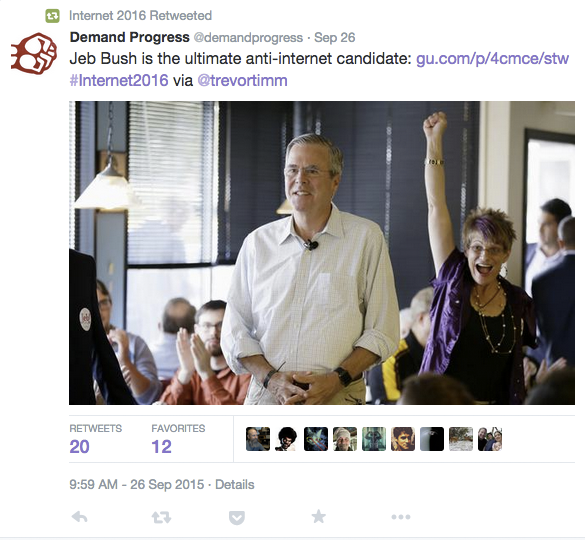 Internet 2016 Retweeted
Demand Progress @demandprogress · Sep 26
Jeb Bush is the ultimate anti-internet candidate: gu.com/p/4cmce/stw
#Internet2016 via @trevortimm
RETWEETS FAVORITES
20 12
9:59 AM - 26 Sep 2015 · Details